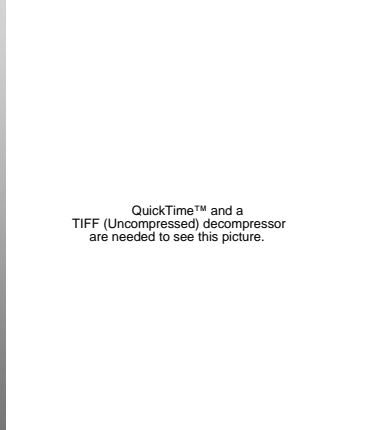 QuickTime™ and a
TIFF (Uncompressed) decompressor
are needed to see this picture.